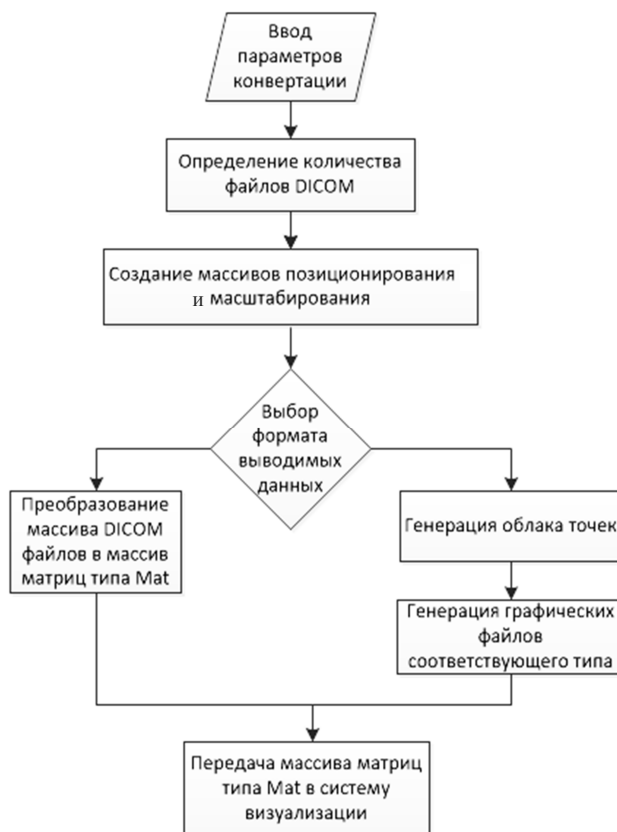 Ввод
параметров
конвертации
Определение количества
файлов DICOM
Создание массивов позиционирования
и масштабирования
Выбор
формата
выводимых
данных
Преобразование
массива DICOM
файлов в массив
матриц типа Mat
Генерация облака точек
Генерация графических
файлов
соответствующего типа
Передача массива матриц
типа Mat в систему
визуализации